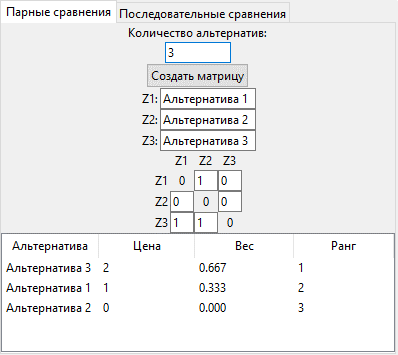 Парные сравнения Последовательные сравнения
Количество альтернатив:
3
Создать матрицу
Z1: Альтернатива 1
Z2: Альтернатива 2
Z3: Альтернатива 3
Z1 Z2 Z3
Z1 0 1 0
Z2 0 0 0
Z3 1 1 0
Альтернатива Цена Вес Ранг
Альтернатива 3 2 0.667 1
Альтернатива 1 1 0.333 2
Альтернатива 2 0 0.000 3